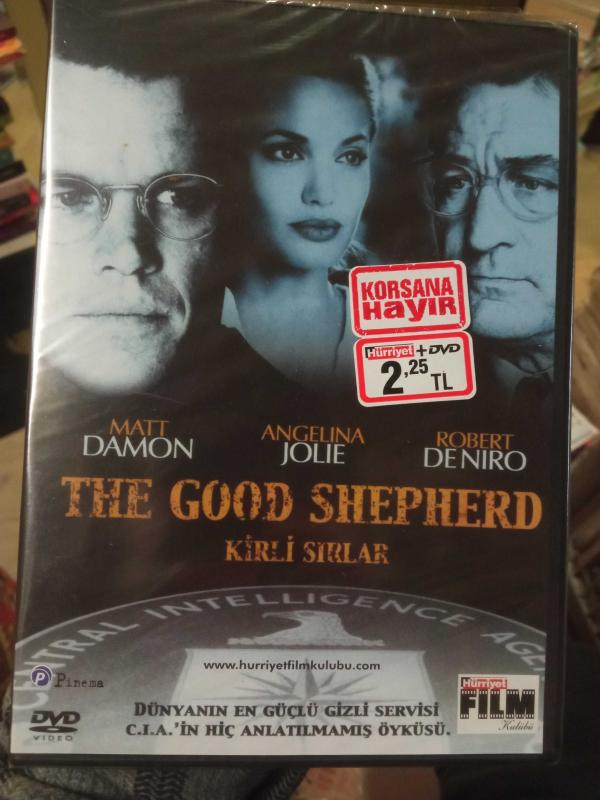 KORSANA
HAYIR
Hürriyet +DVD
2,25 TL
MATT
DAMON
ANGELINA
JOLIE
ROBERT
DE NIRO
THE GOOD SHEPHERD
KİRLİ SIRLAR
CENTRAL INTELLIGENCE AGEN
www.hurriyetfilmkulubu.com
Pinema
DVD
VIDEO
DÜNYANIN EN GÜÇLÜ GİZLİ SERVİSİ
C.I.A.'İN HİÇ ANLATILMAMIŞ ÖYKÜSÜ.
Hürriyet
FILM
Kulübü